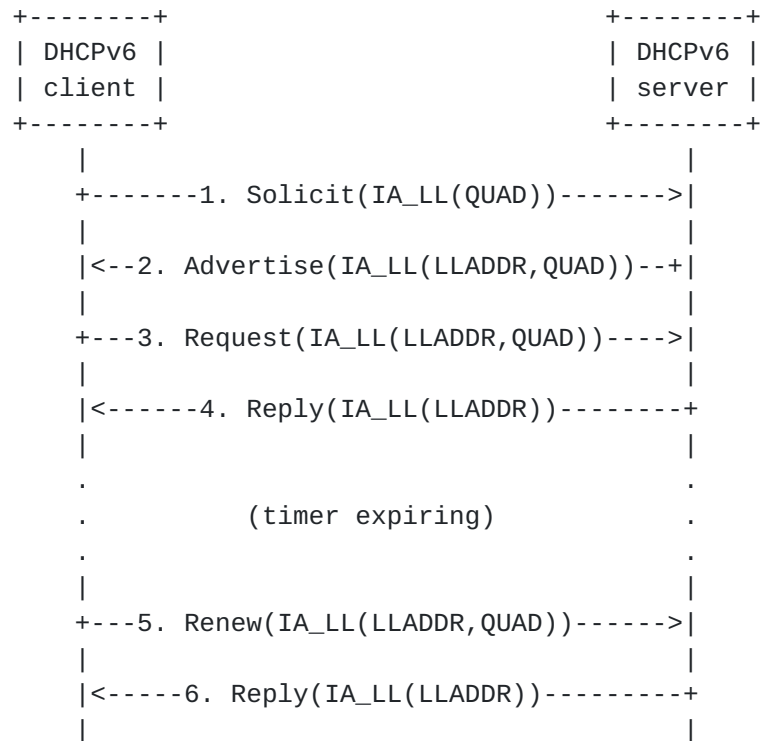 +--------+                            +--------+
| DHCPv6 |                            | DHCPv6 |
| client |                            | server |
+--------+                            +--------+
    |                                      |
    +-------1. Solicit(IA_LL(QUAD))------->|
    |                                      |
    |<--2. Advertise(IA_LL(LLADDR,QUAD))--+|
    |                                      |
    +---3. Request(IA_LL(LLADDR,QUAD))---->|
    |                                      |
    |<------4. Reply(IA_LL(LLADDR))--------+
    |                                      |
    .                                      .
    .          (timer expiring)            .
    .                                      .
    |                                      |
    +---5. Renew(IA_LL(LLADDR,QUAD))------>|
    |                                      |
    |<-----6. Reply(IA_LL(LLADDR))---------+
    |                                      |